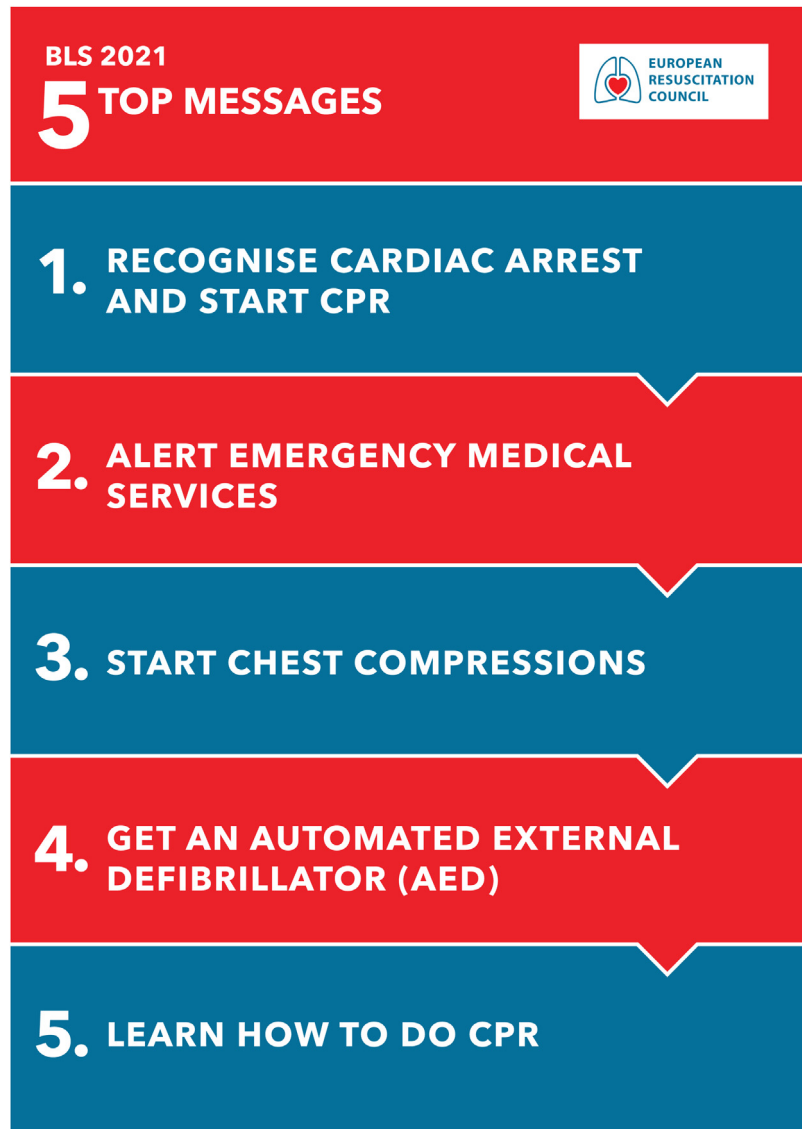 BLS 2021
5 TOP MESSAGES
EUROPEAN
RESUSCITATION
COUNCIL
1. RECOGNISE CARDIAC ARREST
AND START CPR
2. ALERT EMERGENCY MEDICAL
SERVICES
3. START CHEST COMPRESSIONS
4. GET AN AUTOMATED EXTERNAL
DEFIBRILLATOR (AED)
5. LEARN HOW TO DO CPR